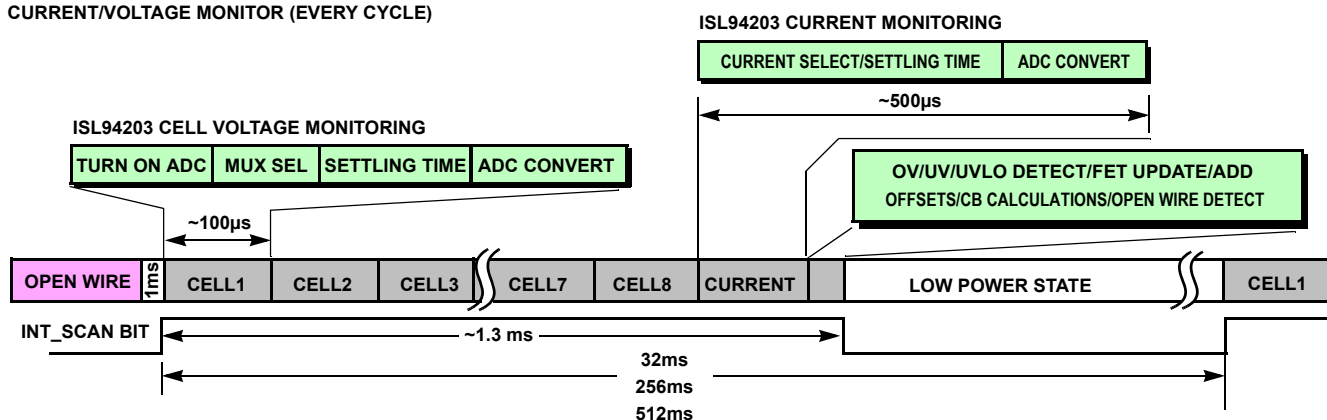 CURRENT/VOLTAGE MONITOR (EVERY CYCLE)
ISL94203 CURRENT MONITORING
CURRENT SELECT/SETTLING TIME
ADC CONVERT
~500µs
ISL94203 CELL VOLTAGE MONITORING
TURN ON ADC
MUX SEL
SETTLING TIME
ADC CONVERT
OV/UV/UVLO DETECT/FET UPDATE/ADD
OFFSETS/CB CALCULATIONS/OPEN WIRE DETECT
~100µs
OPEN WIRE
1ms
CELL1
CELL2
CELL3
CELL7
CELL8
CURRENT
LOW POWER STATE
CELL1
INT_SCAN BIT
~1.3 ms
32ms
256ms
512ms